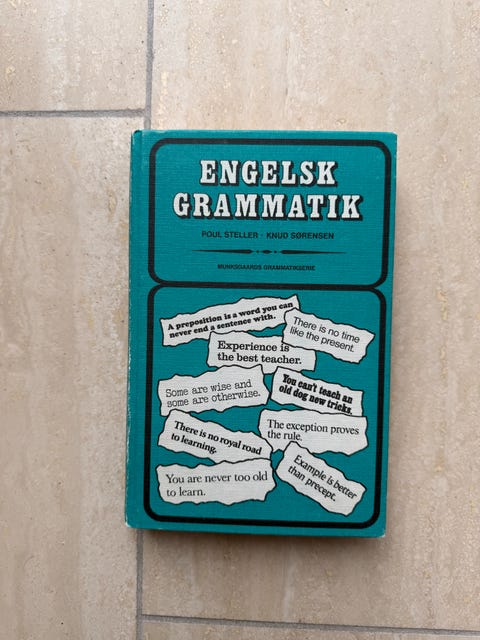 ENGELSK
GRAMMATIK
POUL STELLER · KNUD SØRENSEN
MUNKSGAARDS GRAMMATIKSERIE
A preposition is a word you can
never end a sentence with.
There is no time
like the present.
Experience is
the best teacher.
Some are wise and
some are otherwise.
You can't teach an
old dog new tricks.
There is no royal road
to learning.
The exception proves
the rule.
You are never too old
to learn.
Example is better
than precept.